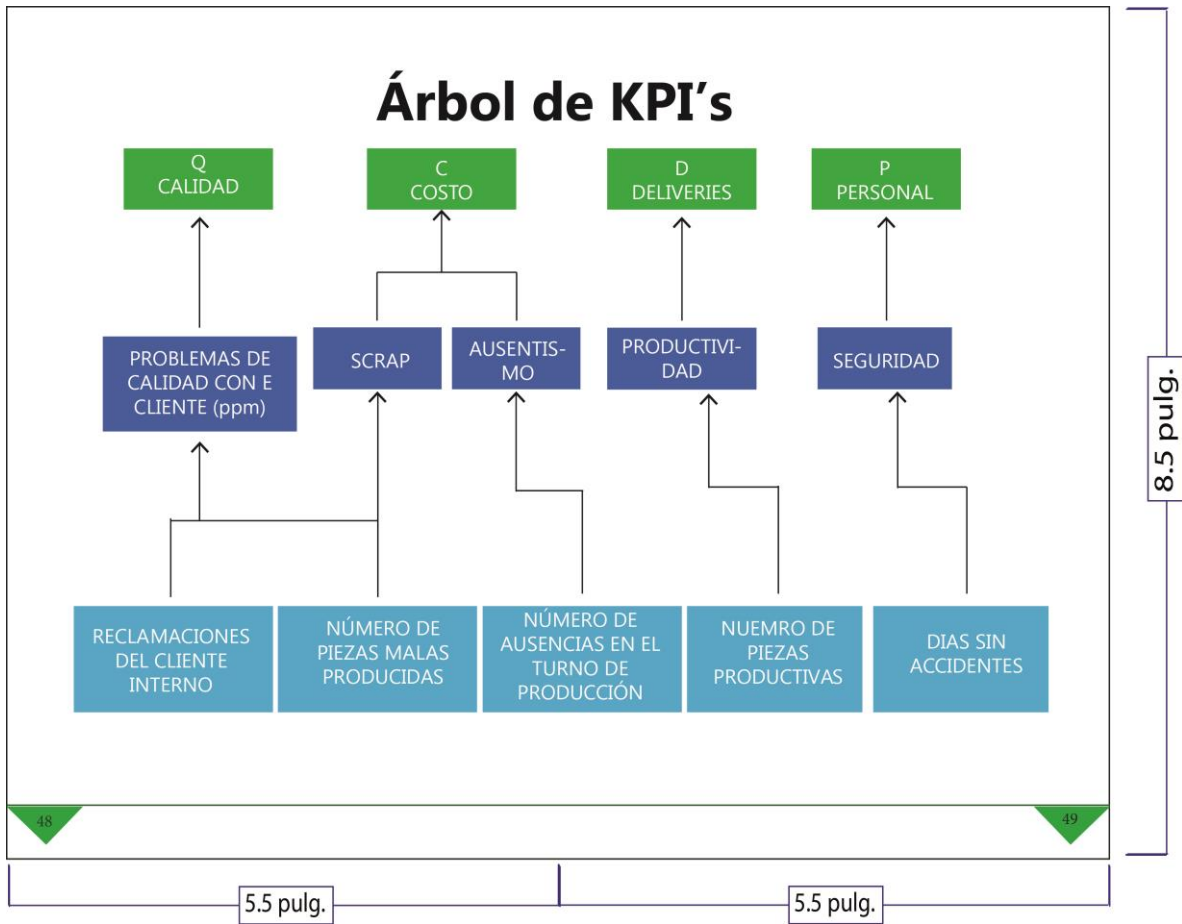 Árbol de KPI's
Q
CALIDAD
C
COSTO
D
DELIVERIES
P
PERSONAL
PROBLEMAS DE
CALIDAD CON E
CLIENTE (ppm)
SCRAP
AUSENTIS-
MO
PRODUCTIVI-
DAD
SEGURIDAD
RECLAMACIONES
DEL CLIENTE
INTERNO
NÚMERO DE
PIEZAS MALAS
PRODUCIDAS
NÚMERO DE
AUSENCIAS EN EL
TURNO DE
PRODUCCIÓN
NUEMRO DE
PIEZAS
PRODUCTIVAS
DIAS SIN
ACCIDENTES
48
49
5.5 pulg.
5.5 pulg.
8.5 pulg.